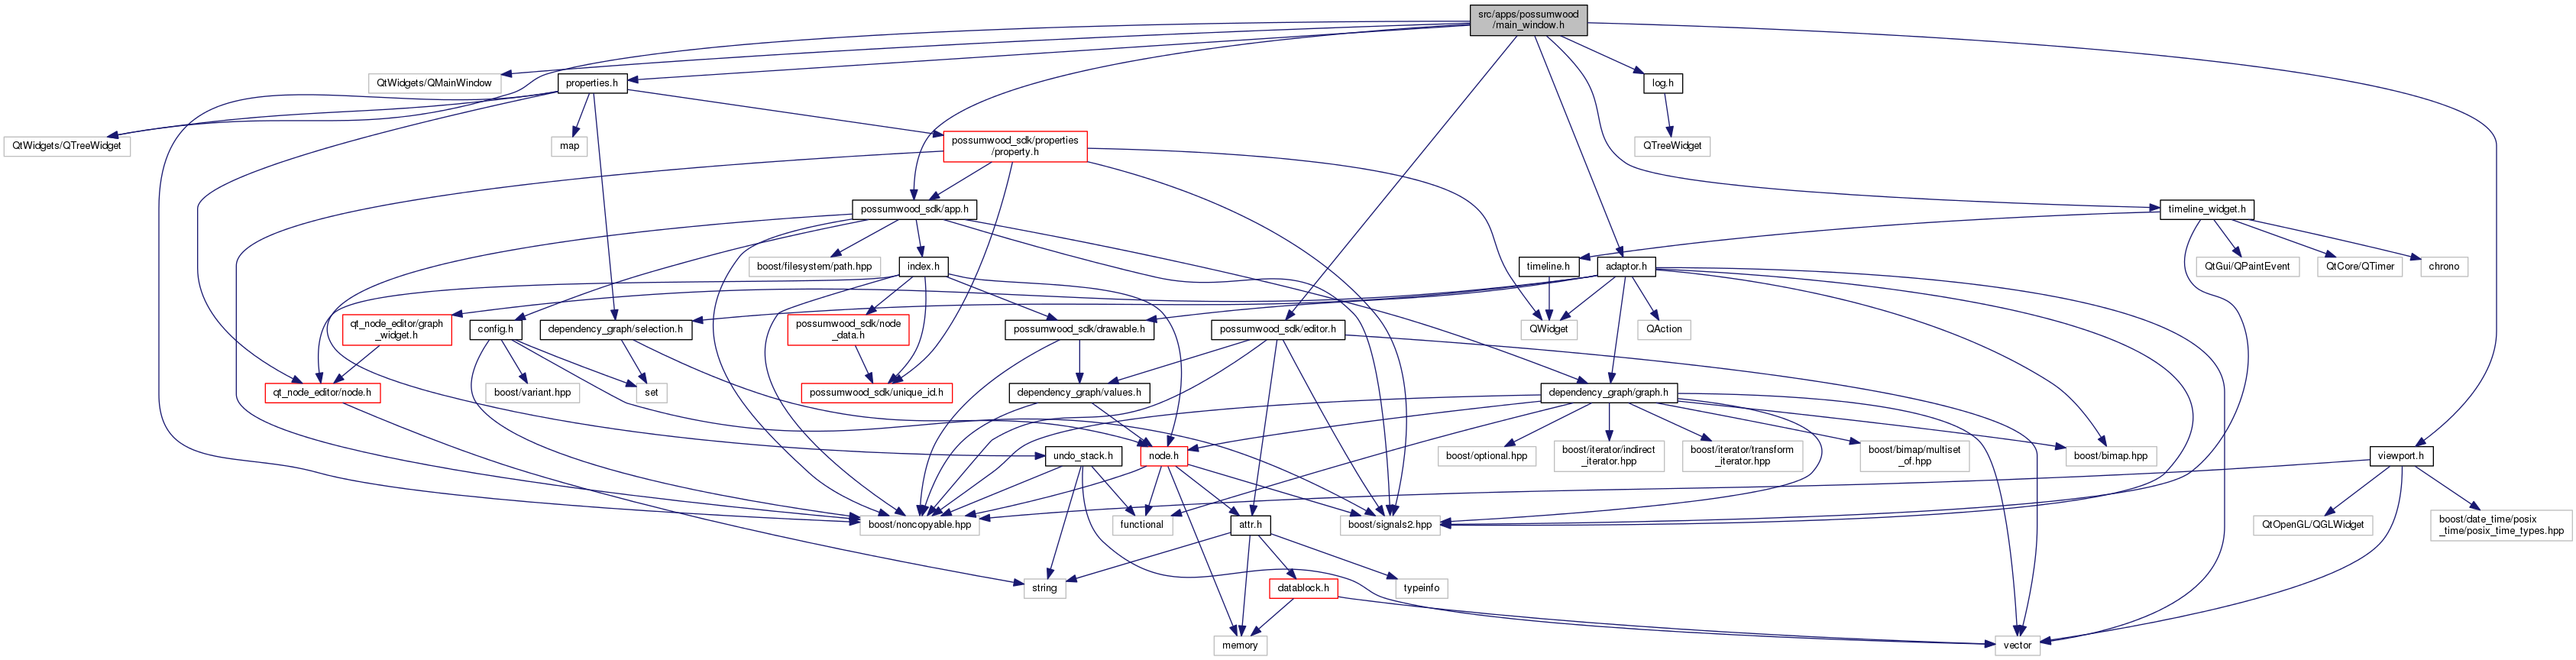 src/apps/possumwood
/main_window.h
QtWidgets/QMainWindow
properties.h
log.h
QtWidgets/QTreeWidget
map
possumwood_sdk/properties
/property.h
QTreeWidget
possumwood_sdk/app.h
timeline_widget.h
boost/filesystem/path.hpp
index.h
timeline.h
adaptor.h
QtGui/QPaintEvent
QtCore/QTimer
chrono
qt_node_editor/graph
_widget.h
config.h
dependency_graph/selection.h
possumwood_sdk/node
_data.h
possumwood_sdk/drawable.h
possumwood_sdk/editor.h
QWidget
QAction
qt_node_editor/node.h
boost/variant.hpp
set
possumwood_sdk/unique_id.h
dependency_graph/values.h
dependency_graph/graph.h
undo_stack.h
node.h
boost/optional.hpp
boost/iterator/indirect
_iterator.hpp
boost/iterator/transform
_iterator.hpp
boost/bimap/multiset
_of.hpp
boost/bimap.hpp
viewport.h
boost/noncopyable.hpp
functional
attr.h
boost/signals2.hpp
QtOpenGL/QGLWidget
boost/date_time/posix
_time/posix_time_types.hpp
string
datablock.h
typeinfo
memory
vector